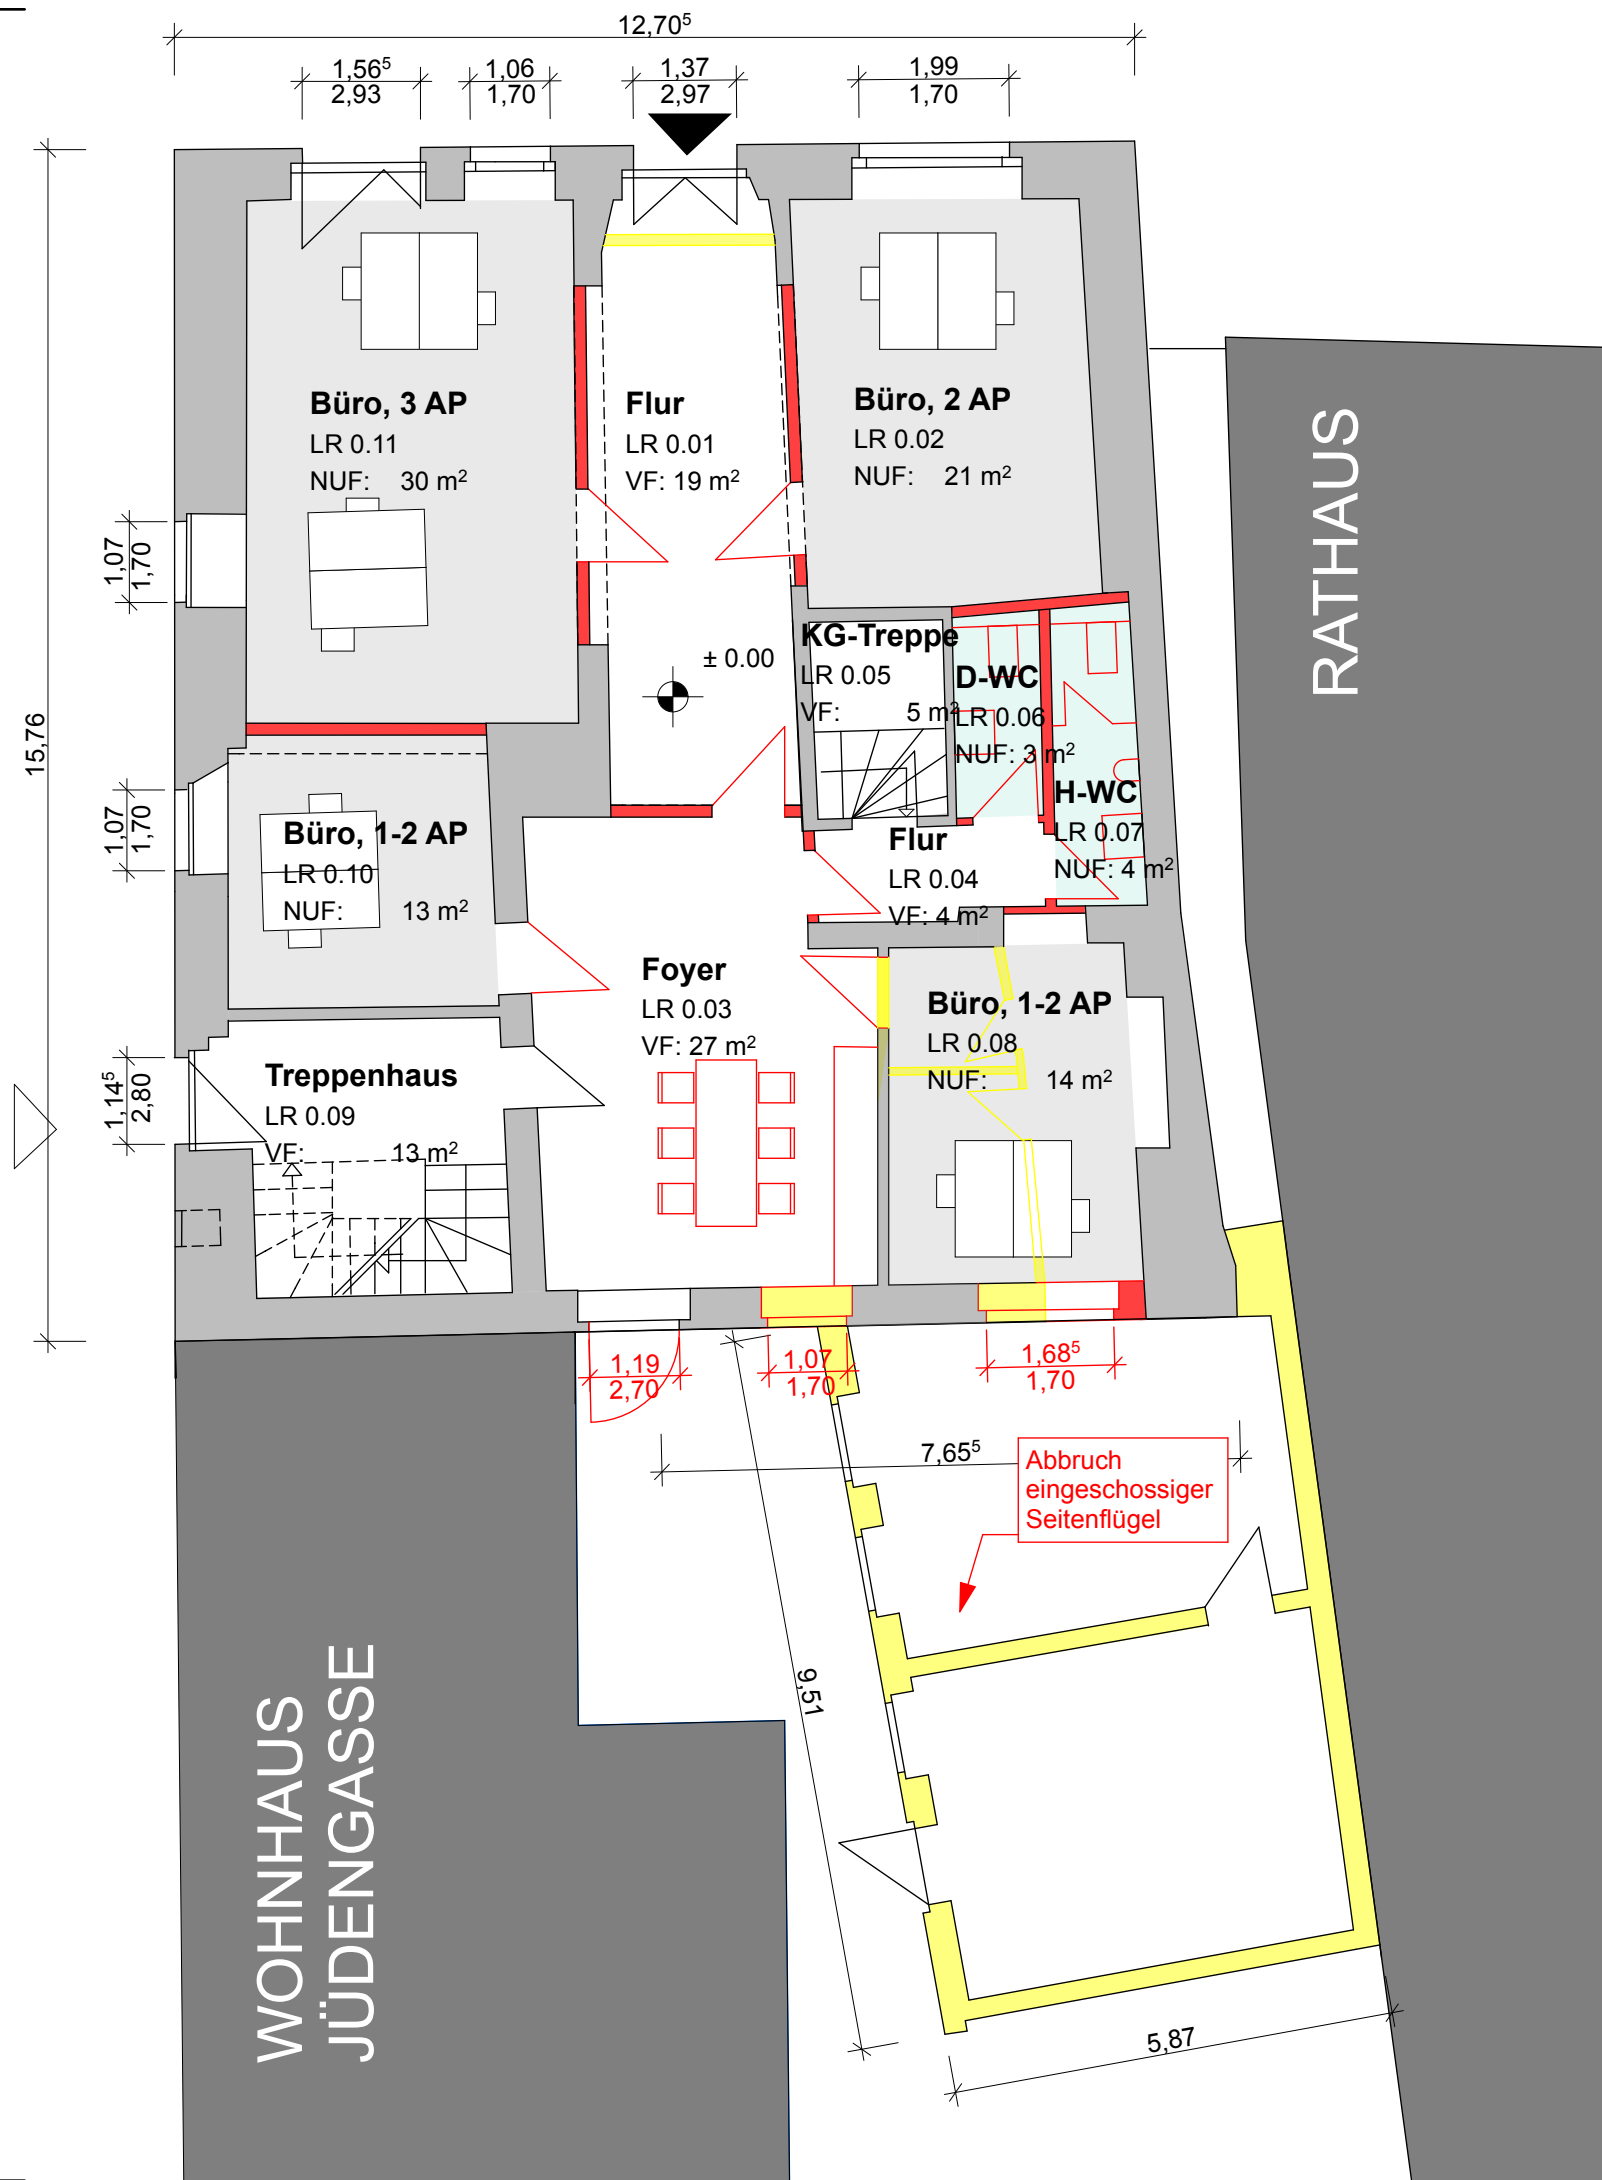 12,70⁵
1,56⁵
2,93
1,06
1,70
1,37
2,97
1,99
1,70
Büro, 3 AP
LR 0.11
NUF: 30 m²
Flur
LR 0.01
VF: 19 m²
Büro, 2 AP
LR 0.02
NUF: 21 m²
RATHAUS
1,07
1,70
15,76
± 0.00
KG-Treppe
LR 0.05
VF: 5 m²
D-WC
LR 0.06
NUF: 3 m²
H-WC
LR 0.07
NUF: 4 m²
1,07
1,70
Büro, 1-2 AP
LR 0.10
NUF: 13 m²
Flur
LR 0.04
VF: 4 m²
Foyer
LR 0.03
VF: 27 m²
Büro, 1-2 AP
LR 0.08
NUF: 14 m²
1,14⁵
2,80
Treppenhaus
LR 0.09
VF: 13 m²
1,19
2,70
1,07
1,70
1,68⁵
1,70
7,65⁵
Abbruch
eingeschossiger
Seitenflügel
9,51
WOHNHAUS
JÜDENGASSE
5,87